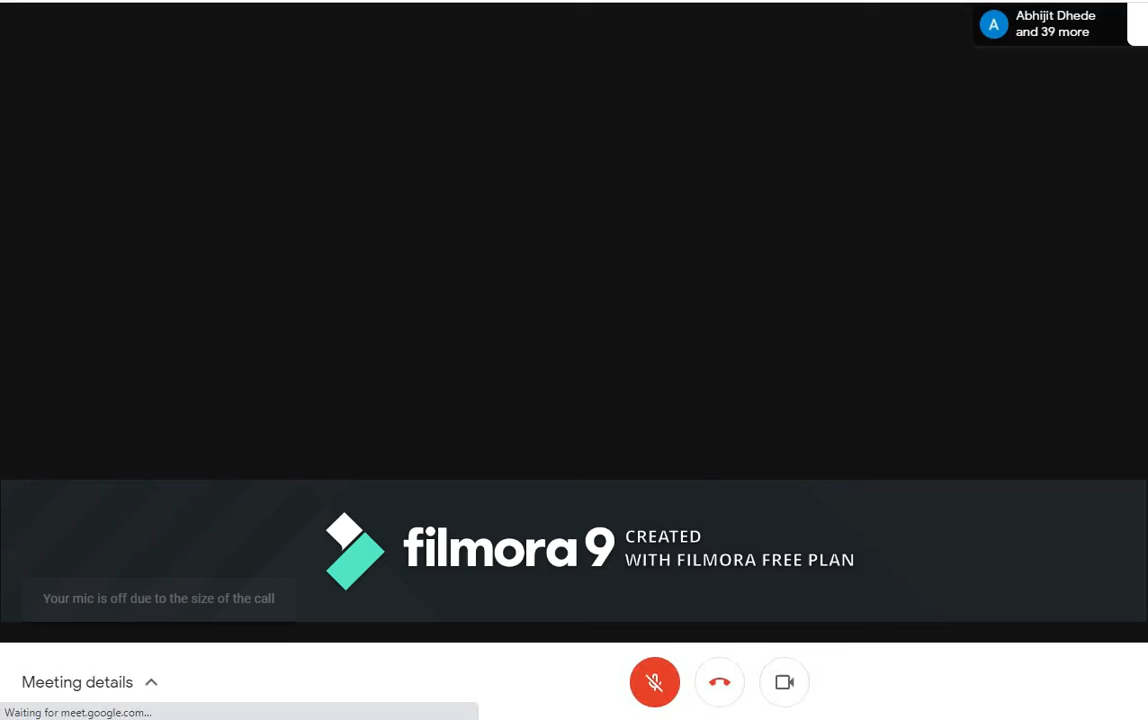 A
Abhijit Dhede
and 39 more
filmora 9
CREATED
WITH FILMORA FREE PLAN
Your mic is off due to the size of the call
Meeting details
Waiting for meet.google.com...